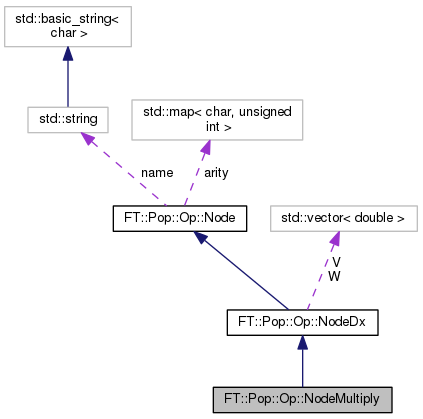 std::basic_string<
char >
std::string
std::map< char, unsigned
int >
name
arity
FT::Pop::Op::Node
std::vector< double >
V
W
FT::Pop::Op::NodeDx
FT::Pop::Op::NodeMultiply